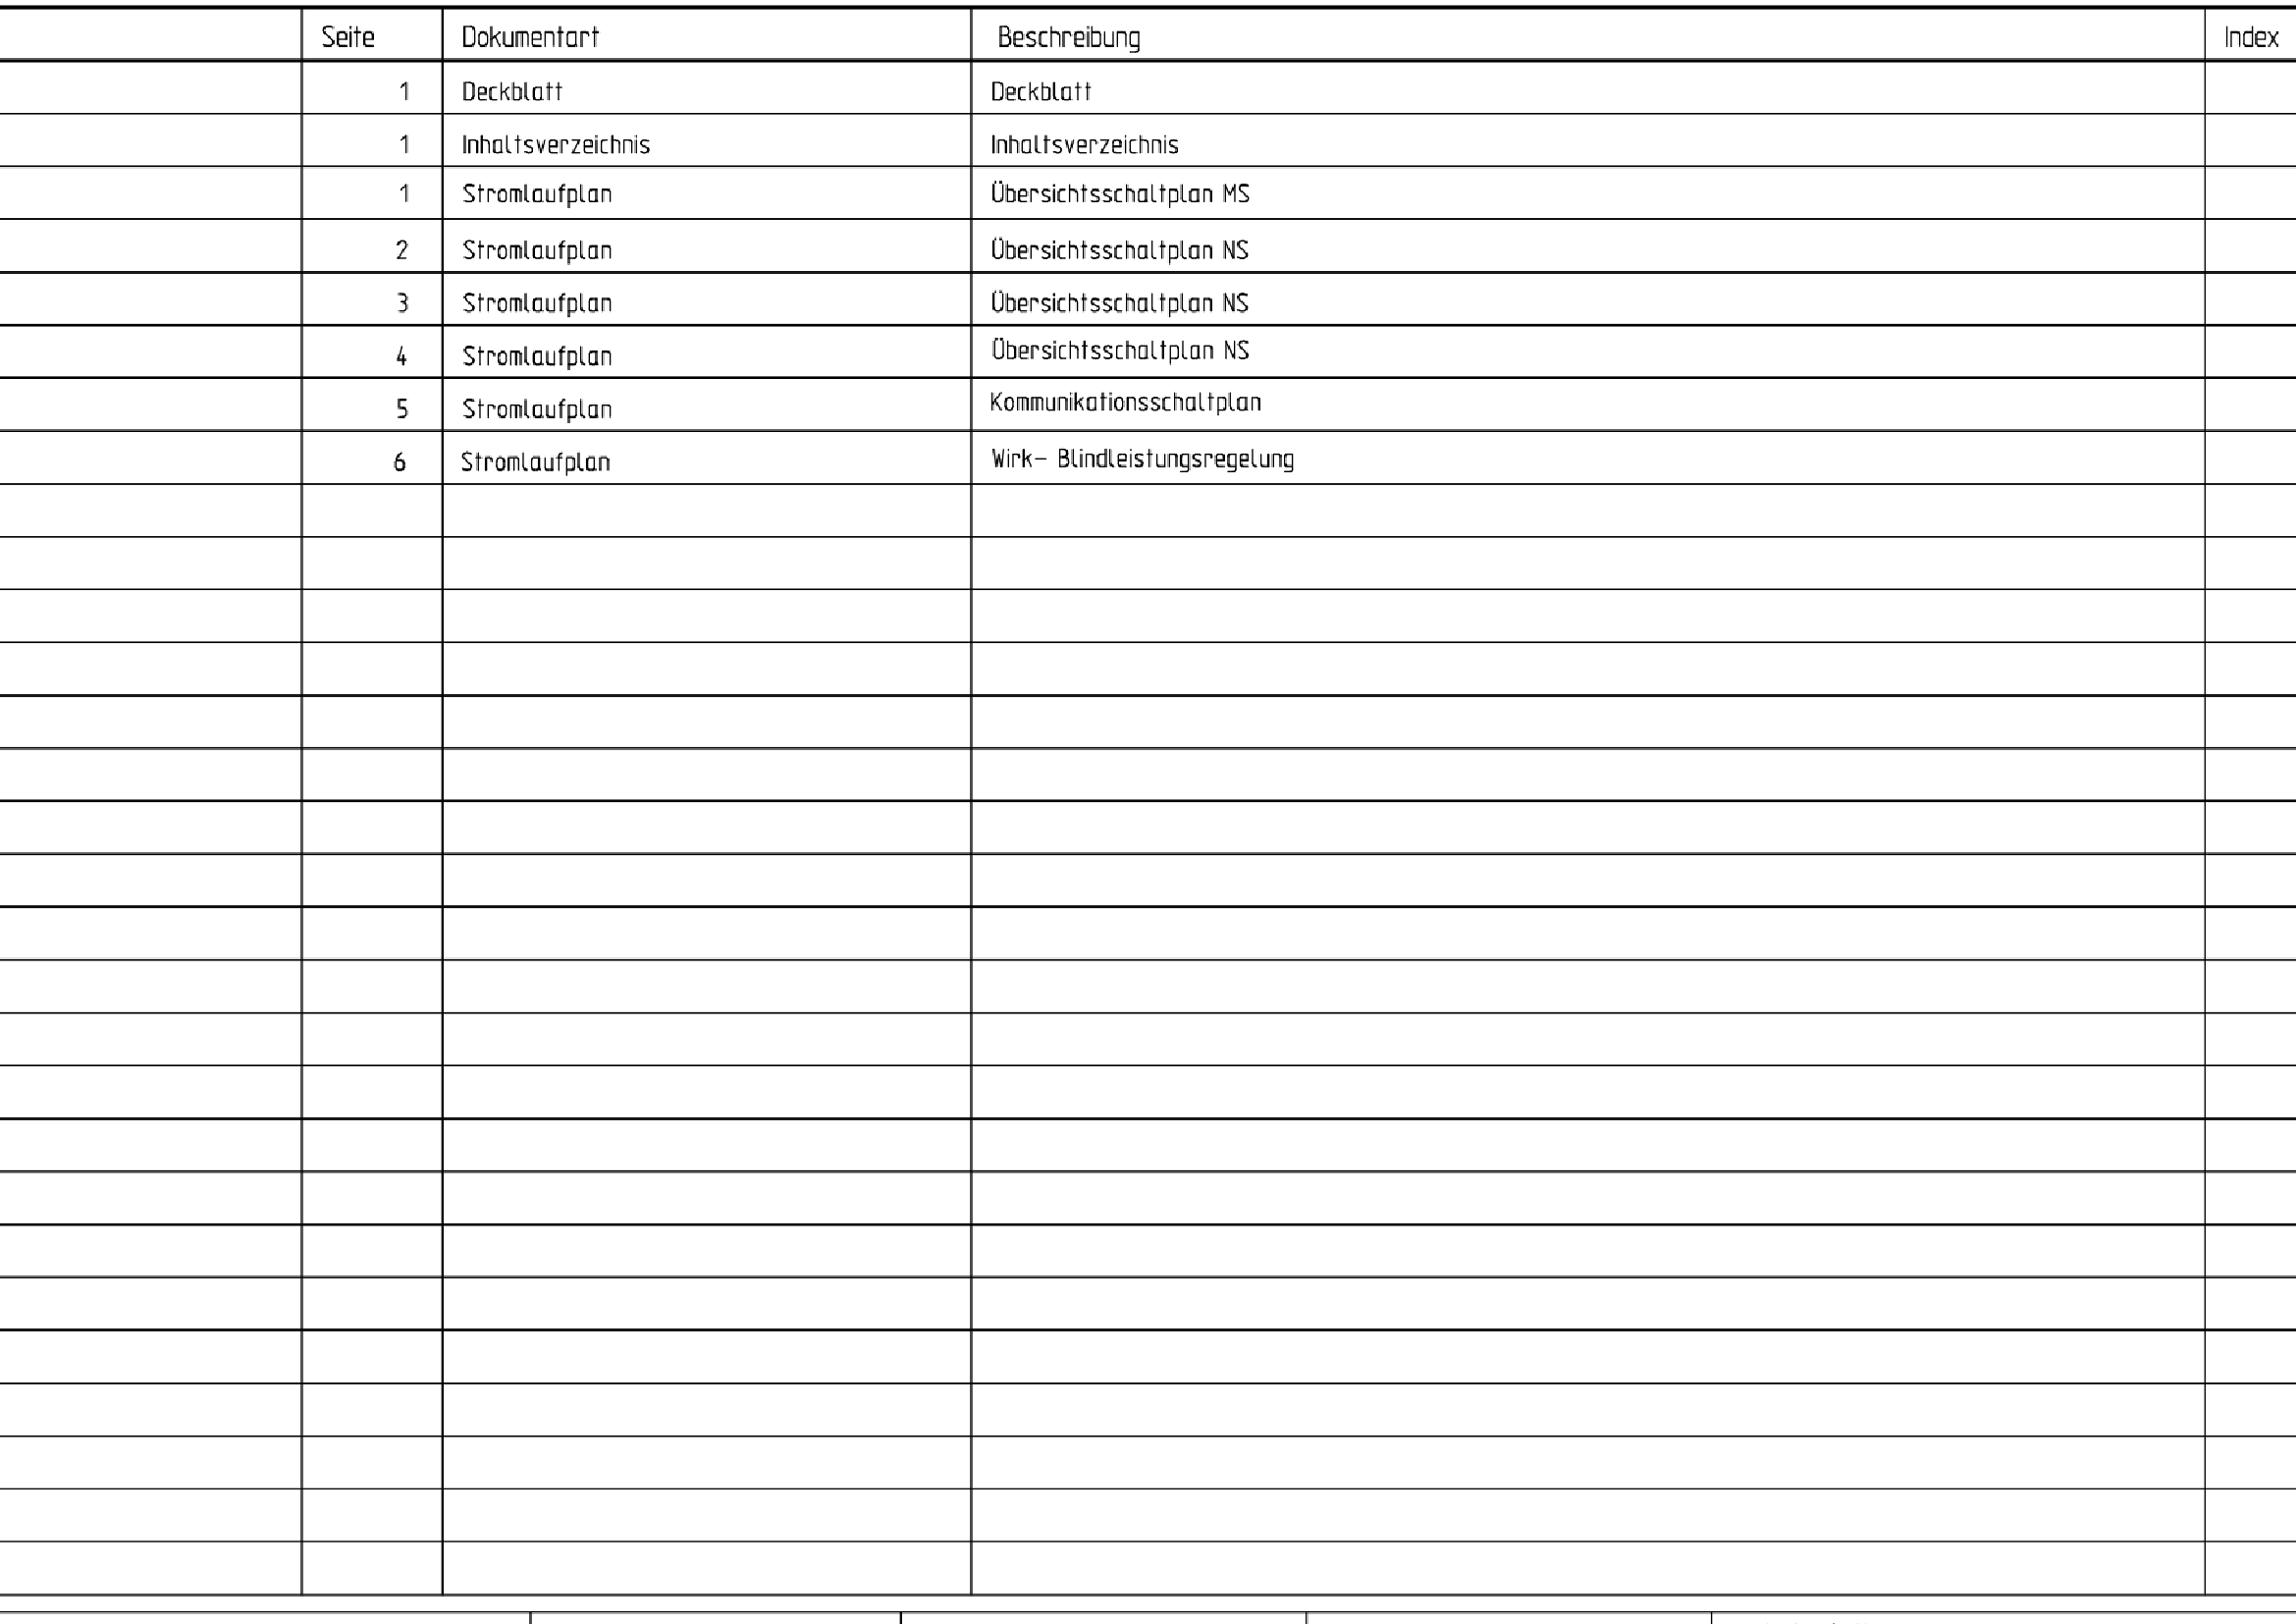 Seite Dokumentart Beschreibung Index
1 Deckblatt Deckblatt
1 Inhaltsverzeichnis Inhaltsverzeichnis
1 Stromlaufplan Übersichtsschaltplan MS
2 Stromlaufplan Übersichtsschaltplan NS
3 Stromlaufplan Übersichtsschaltplan NS
4 Stromlaufplan Übersichtsschaltplan NS
5 Stromlaufplan Kommunikationsschaltplan
6 Stromlaufplan Wirk- Blindleistungsregelung